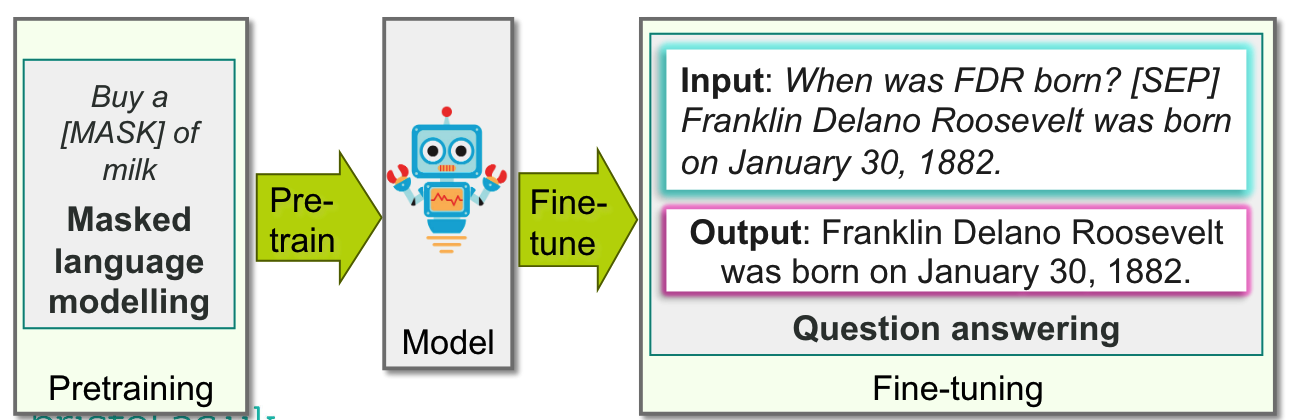 Buy a
[MASK] of
milk
Masked
language
modelling
Pretraining
Pre-
train
Model
Fine-
tune
Input: When was FDR born? [SEP]
Franklin Delano Roosevelt was born
on January 30, 1882.
Output: Franklin Delano Roosevelt
was born on January 30, 1882.
Question answering
Fine-tuning